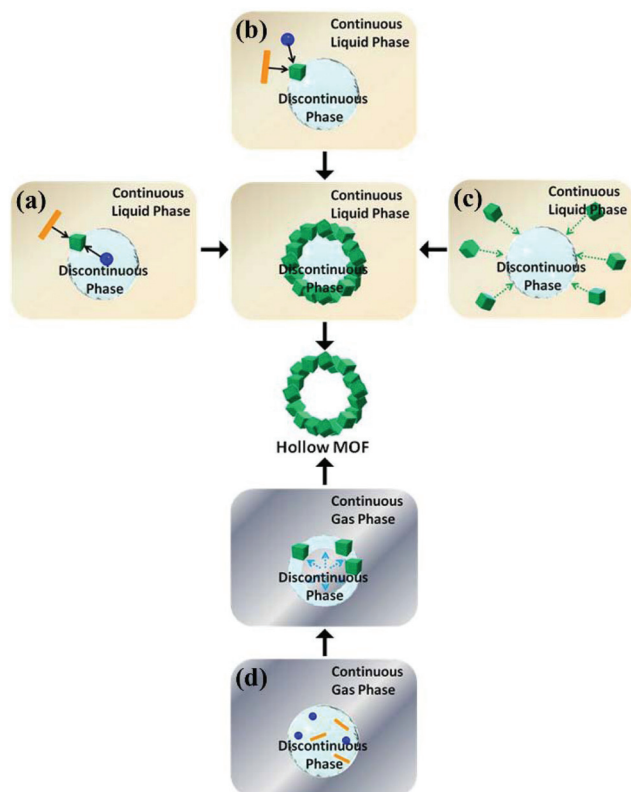 (b)
Continuous
Liquid Phase
Discontinuous
Phase
(a)
Continuous
Liquid Phase
Discontinuous
Phase
Continuous
Liquid Phase
Discontinuous
Phase
(c)
Continuous
Liquid Phase
Discontinuous
Phase
Hollow MOF
Continuous
Gas Phase
Discontinuous
Phase
(d)
Continuous
Gas Phase
Discontinuous
Phase